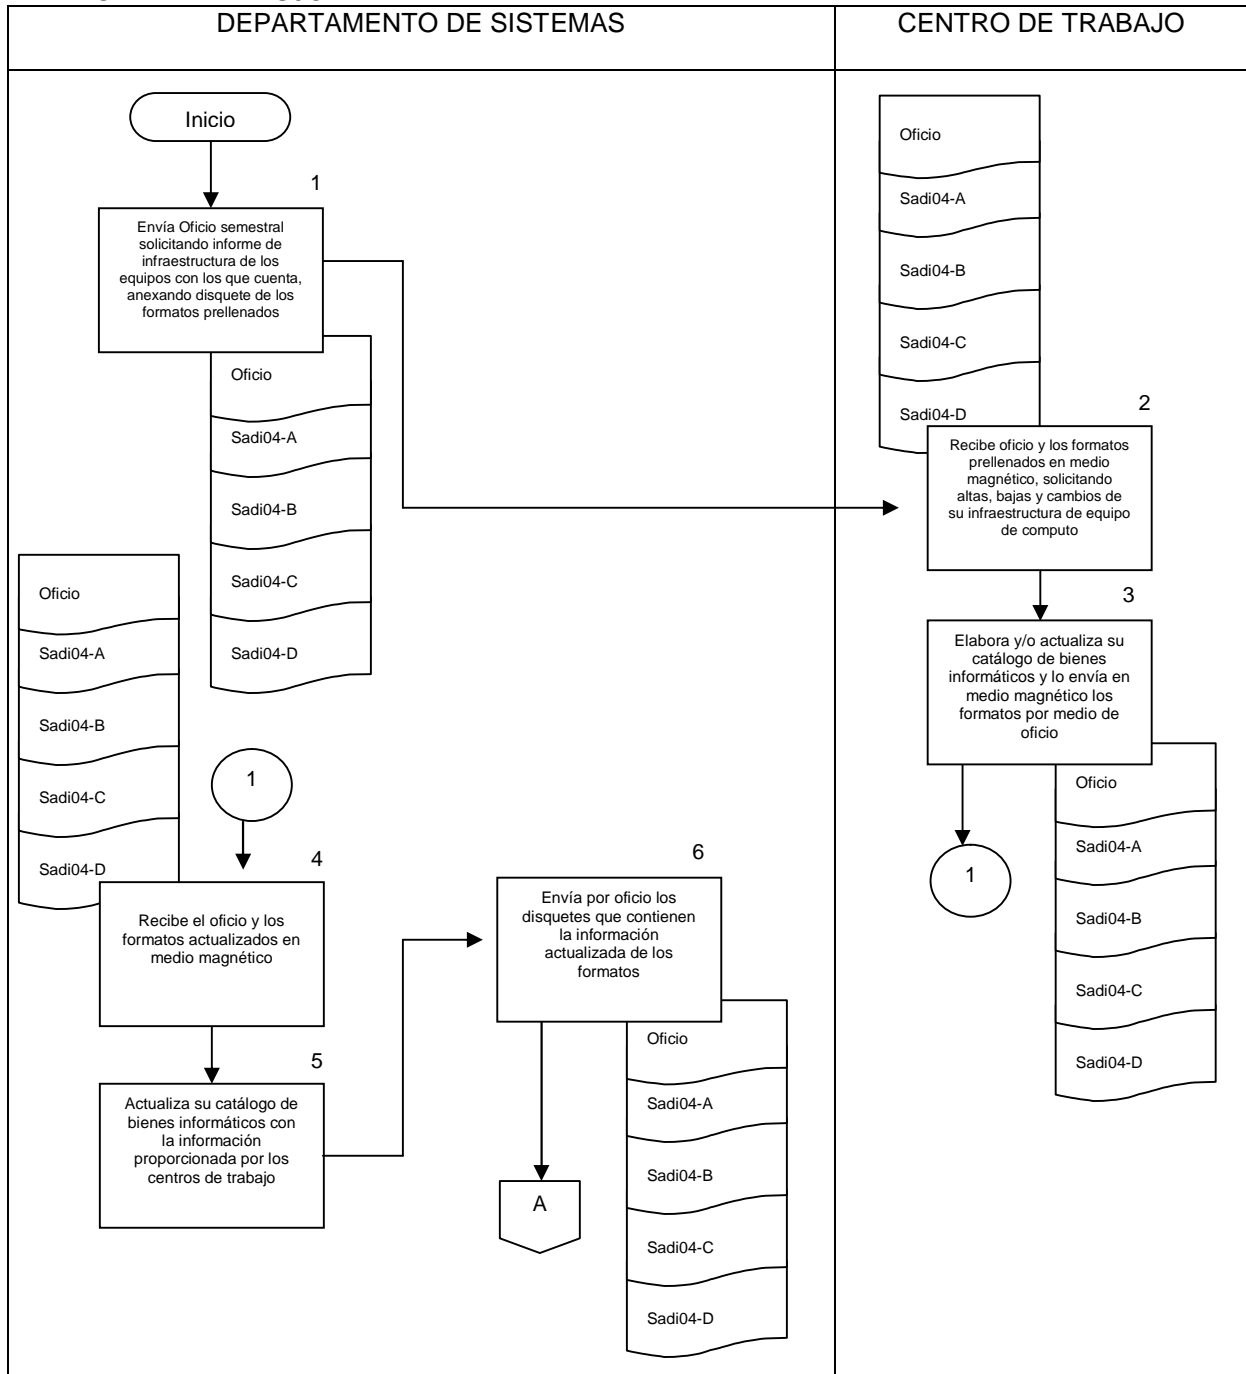 DEPARTAMENTO DE SISTEMAS
CENTRO DE TRABAJO
Inicio
1
Envía Oficio semestral
solicitando informe de
infraestructura de los
equipos con los que cuenta,
anexando disquete de los
formatos prellenados
Oficio
Sadi04-A
Sadi04-B
Sadi04-C
Sadi04-D
Oficio
Sadi04-A
Sadi04-B
Sadi04-C
Sadi04-D
2
Recibe oficio y los formatos
prellenados en medio
magnético, solicitando
altas, bajas y cambios de
su infraestructura de equipo
de computo
3
Elabora y/o actualiza su
catálogo de bienes
informáticos y lo envía en
medio magnético los
formatos por medio de
oficio
Oficio
Sadi04-A
Sadi04-B
Sadi04-C
Sadi04-D
1
Oficio
Sadi04-A
Sadi04-B
Sadi04-C
Sadi04-D
1
4
Recibe el oficio y los
formatos actualizados en
medio magnético
5
Actualiza su catálogo de
bienes informáticos con
la información
proporcionada por los
centros de trabajo
6
Envía por oficio los
disquetes que contienen
la información
actualizada de los
formatos
Oficio
Sadi04-A
Sadi04-B
Sadi04-C
Sadi04-D
A